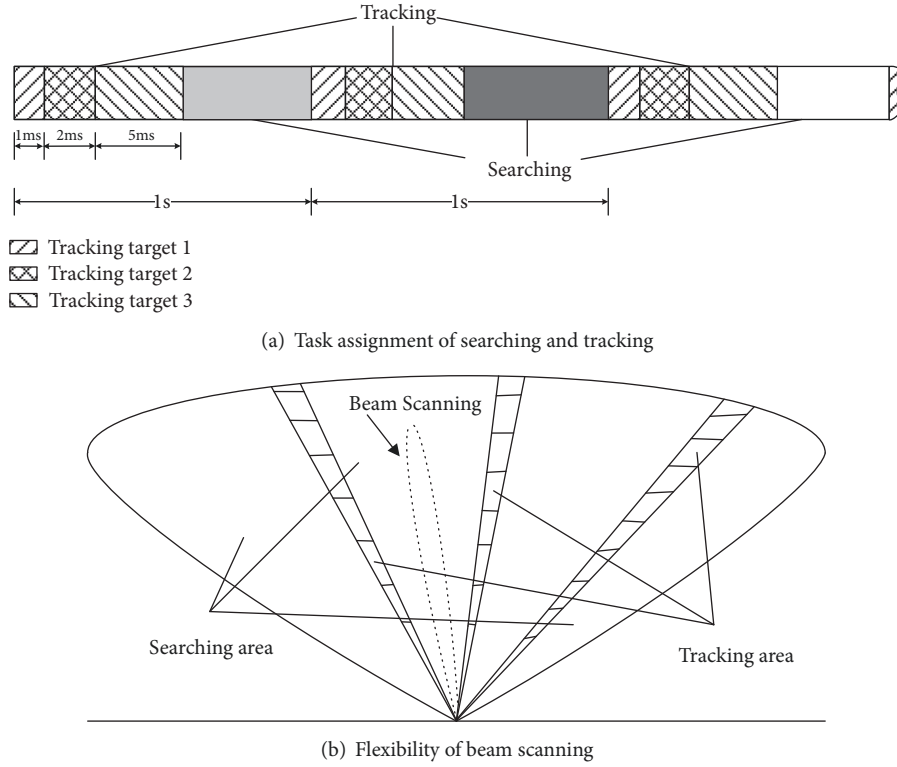 Tracking
1ms 2ms 5ms
Searching
1s 1s
Tracking target 1
Tracking target 2
Tracking target 3
(a) Task assignment of searching and tracking
Beam Scanning
Searching area
Tracking area
(b) Flexibility of beam scanning